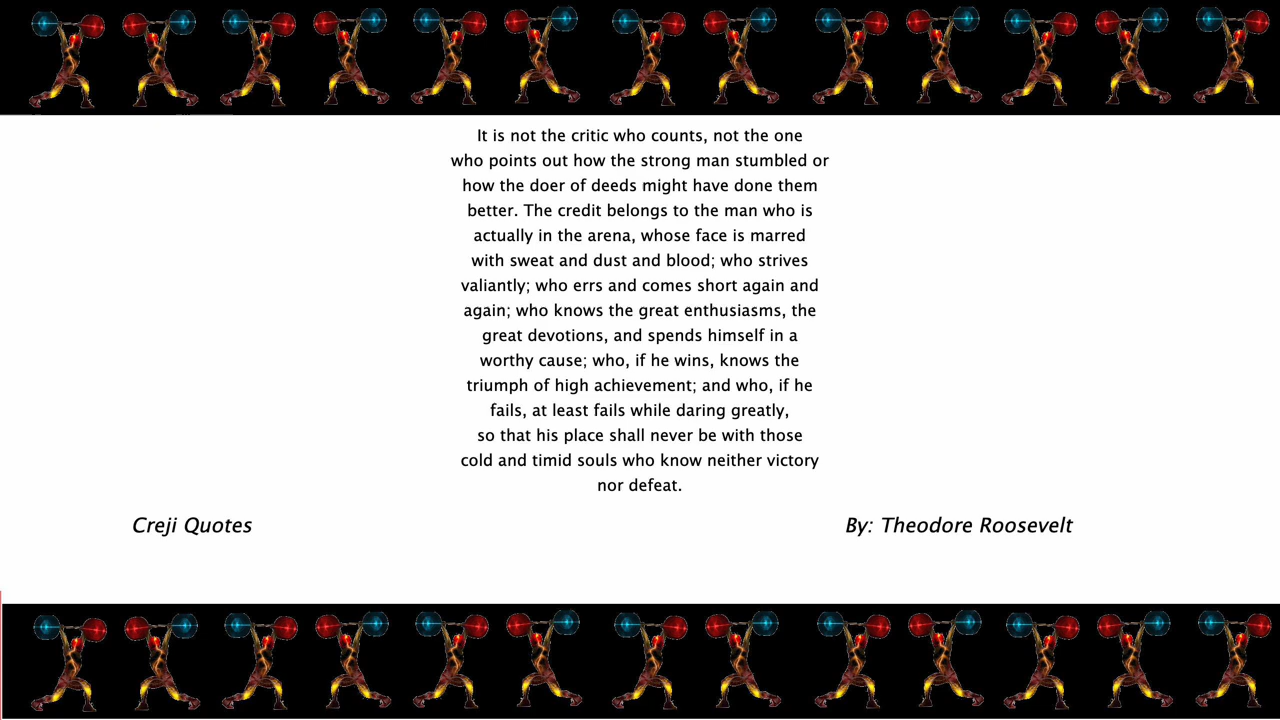 It is not the critic who counts, not the one
who points out how the strong man stumbled or
how the doer of deeds might have done them
better. The credit belongs to the man who is
actually in the arena, whose face is marred
with sweat and dust and blood; who strives
valiantly; who errs and comes short again and
again; who knows the great enthusiasms, the
great devotions, and spends himself in a
worthy cause; who, if he wins, knows the
triumph of high achievement; and who, if he
fails, at least fails while daring greatly,
so that his place shall never be with those
cold and timid souls who know neither victory
nor defeat.
Creji Quotes
By: Theodore Roosevelt